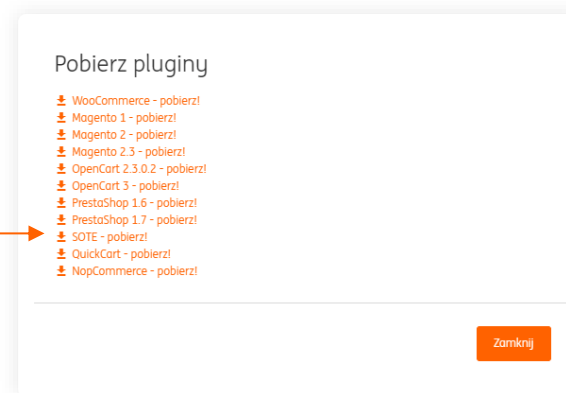 Pobierz pluginy
WooCommerce - pobierz!
Magento 1 - pobierz!
Magento 2 - pobierz!
Magento 2.3 - pobierz!
OpenCart 2.3.0.2 - pobierz!
OpenCart 3 - pobierz!
PrestaShop 1.6 - pobierz!
PrestaShop 1.7 - pobierz!
SOTE - pobierz!
QuickCart - pobierz!
NopCommerce - pobierz!
Zamknij